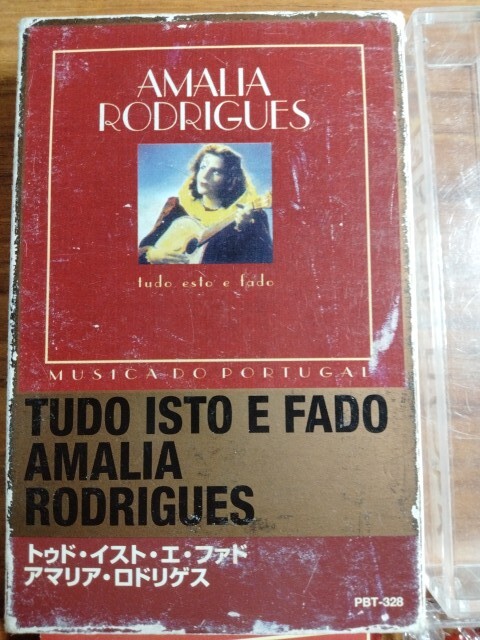 AMALIA
RODRIGUES
tudo esto e fado
MUSICA DO PORTUGAL
TUDO ISTO E FADO
AMALIA
RODRIGUES
トゥド・イスト・エ・ファド
アマリア・ロドリゲス
PBT-328